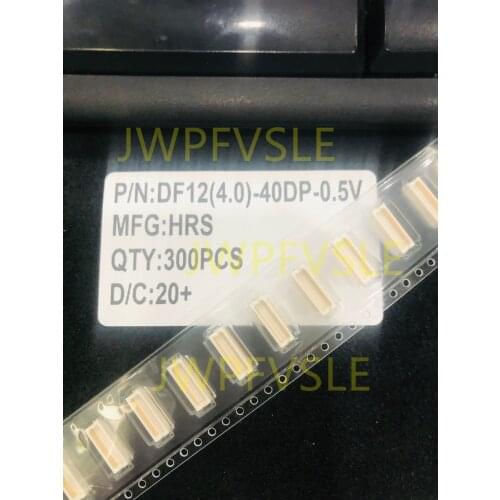 JWPFVSLE
P/N:DF12(4.0)-40DP-0.5V
MFG:HRS
QTY:300PCS
JWPFVSLE
D/C:20+
JWPFVSLE